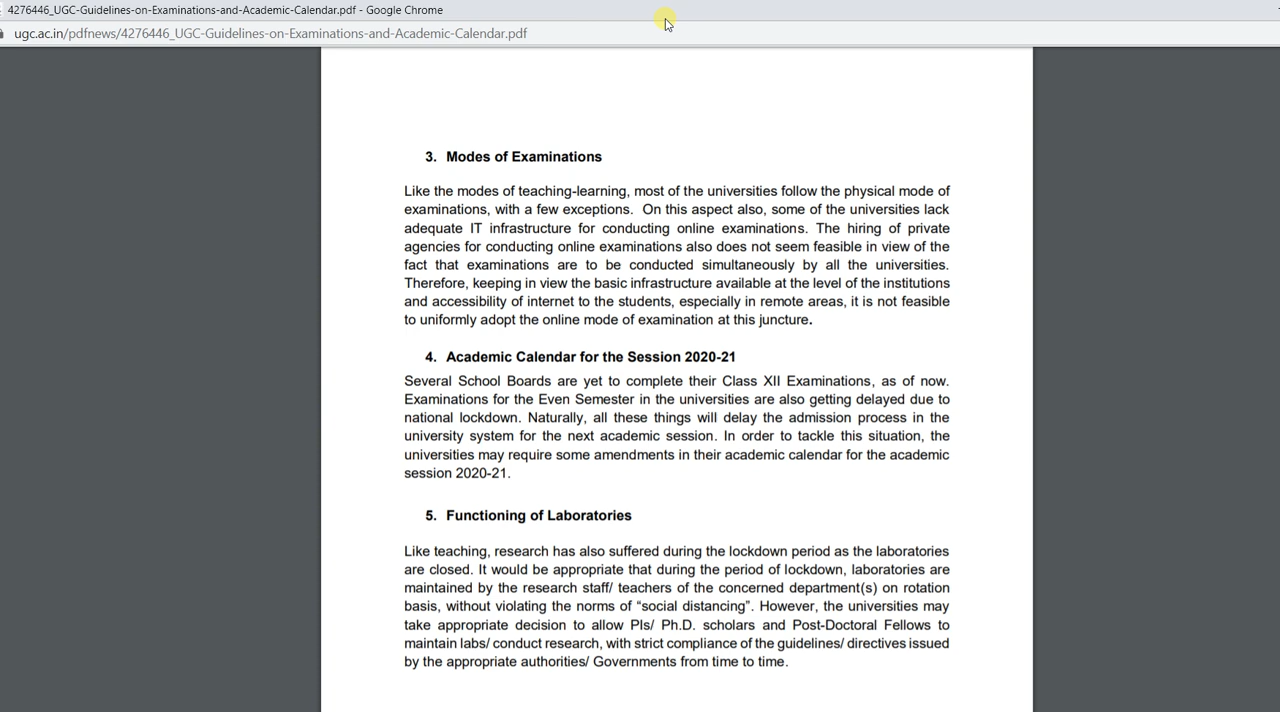 4276446_UGC-Guidelines-on-Examinations-and-Academic-Calendar.pdf - Google Chrome
ugc.ac.in/pdfnews/4276446_UGC-Guidelines-on-Examinations-and-Academic-Calendar.pdf
3. Modes of Examinations
Like the modes of teaching-learning, most of the universities follow the physical mode of
examinations, with a few exceptions. On this aspect also, some of the universities lack
adequate IT infrastructure for conducting online examinations. The hiring of private
agencies for conducting online examinations also does not seem feasible in view of the
fact that examinations are to be conducted simultaneously by all the universities.
Therefore, keeping in view the basic infrastructure available at the level of the institutions
and accessibility of internet to the students, especially in remote areas, it is not feasible
to uniformly adopt the online mode of examination at this juncture.
4. Academic Calendar for the Session 2020-21
Several School Boards are yet to complete their Class XII Examinations, as of now.
Examinations for the Even Semester in the universities are also getting delayed due to
national lockdown. Naturally, all these things will delay the admission process in the
university system for the next academic session. In order to tackle this situation, the
universities may require some amendments in their academic calendar for the academic
session 2020-21.
5. Functioning of Laboratories
Like teaching, research has also suffered during the lockdown period as the laboratories
are closed. It would be appropriate that during the period of lockdown, laboratories are
maintained by the research staff/ teachers of the concerned department(s) on rotation
basis, without violating the norms of “social distancing”. However, the universities may
take appropriate decision to allow PIs/ Ph.D. scholars and Post-Doctoral Fellows to
maintain labs/ conduct research, with strict compliance of the guidelines/ directives issued
by the appropriate authorities/ Governments from time to time.